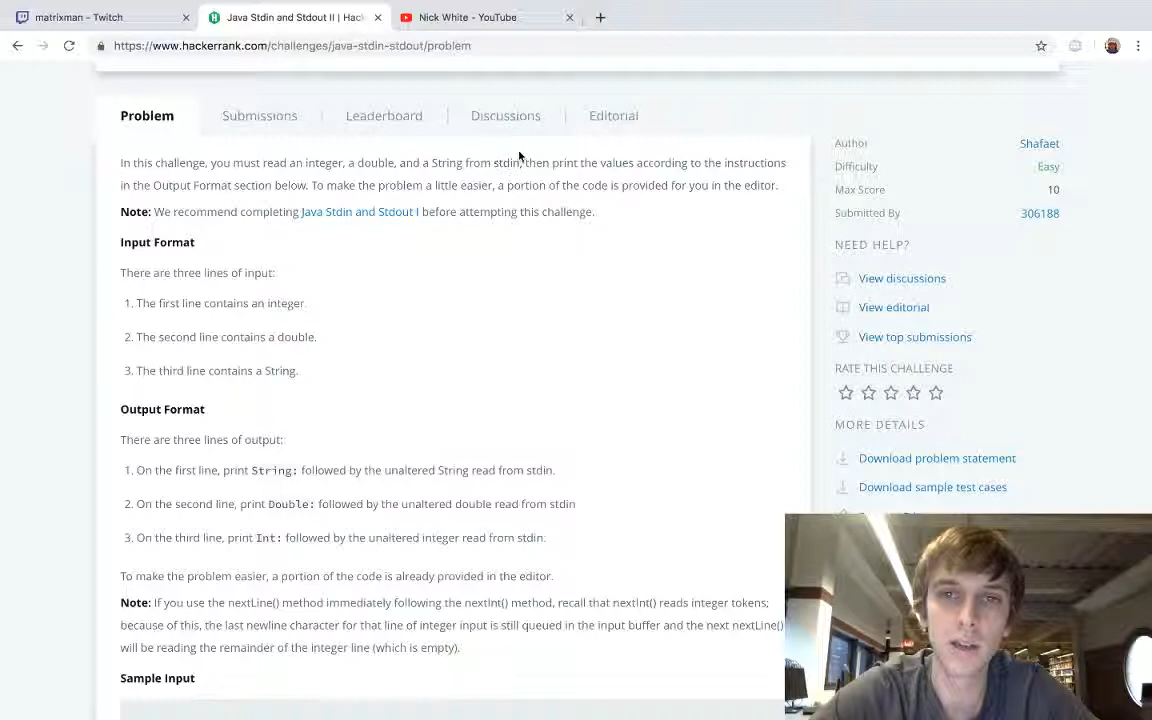 matrixman - Twitch
Java Stdin and Stdout II | Hack
Nick White - YouTube
https://www.hackerrank.com/challenges/java-stdin-stdout/problem
Problem
Submissions
Leaderboard
Discussions
Editorial
In this challenge, you must read an integer, a double, and a String from stdin, then print the values according to the instructions
in the Output Format section below. To make the problem a little easier, a portion of the code is provided for you in the editor.
Note: We recommend completing Java Stdin and Stdout I before attempting this challenge.
Input Format
There are three lines of input:
1. The first line contains an integer.
2. The second line contains a double.
3. The third line contains a String.
Output Format
There are three lines of output:
1. On the first line, print String: followed by the unaltered String read from stdin.
2. On the second line, print Double: followed by the unaltered double read from stdin
3. On the third line, print Int: followed by the unaltered integer read from stdin.
To make the problem easier, a portion of the code is already provided in the editor.
Note: If you use the nextLine() method immediately following the nextInt() method, recall that nextInt() reads integer tokens;
because of this, the last newline character for that line of integer input is still queued in the input buffer and the next nextLine()
will be reading the remainder of the integer line (which is empty).
Sample Input
Author Shafaet
Difficulty Easy
Max Score 10
Submitted By 306188
NEED HELP?
View discussions
View editorial
View top submissions
RATE THIS CHALLENGE
MORE DETAILS
Download problem statement
Download sample test cases